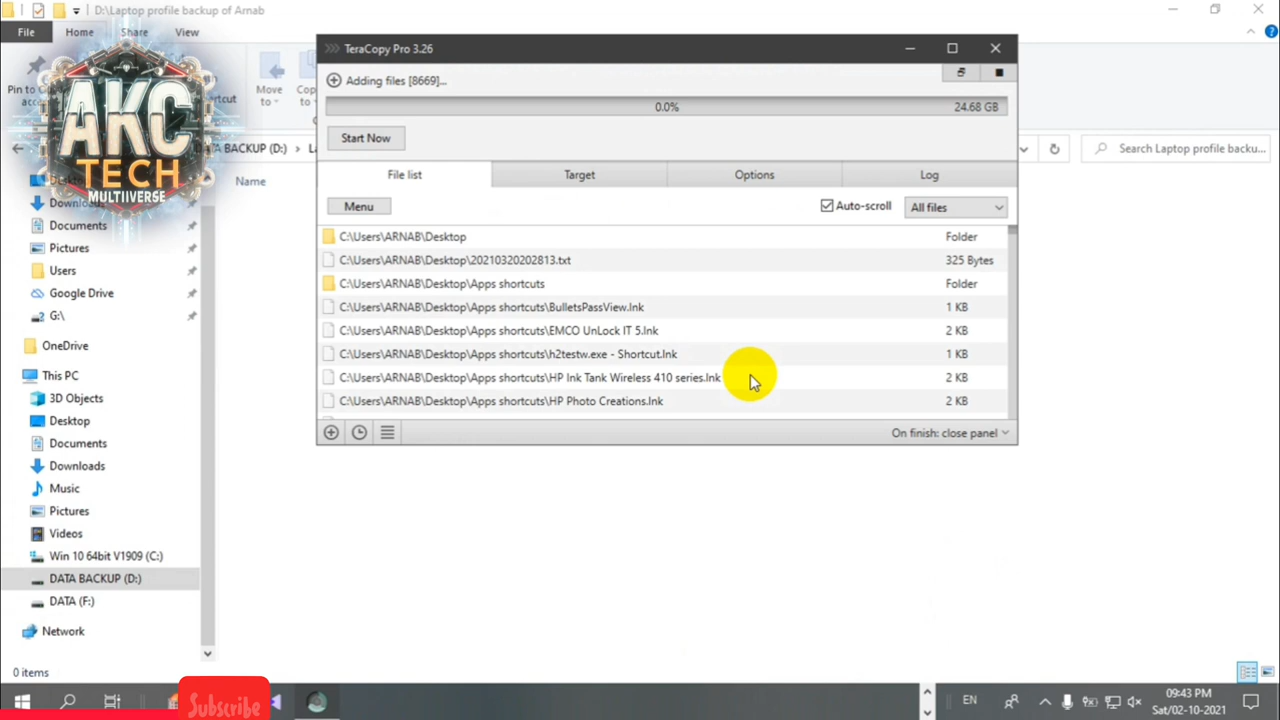 D:\Laptop profile backup of Arnab
File
Home
Share
View
Pin to
Move
to
shortcut
AKC
TECH
MULTIIVERSE
BACKUP (D:)
Search Laptop profile backu...
Name
TeraCopy Pro 3.26
Adding files [8669]...
0.0%
24.68 GB
Start Now
File list
Target
Options
Log
Menu
Auto-scroll
All files
C:\Users\ARNAB\Desktop
Folder
C:\Users\ARNAB\Desktop\20210320202813.txt
325 Bytes
C:\Users\ARNAB\Desktop\Apps shortcuts
Folder
C:\Users\ARNAB\Desktop\Apps shortcuts\BulletsPassView.lnk
1 KB
C:\Users\ARNAB\Desktop\Apps shortcuts\EMCO UnLock IT 5.lnk
2 KB
C:\Users\ARNAB\Desktop\Apps shortcuts\h2testw.exe - Shortcut.lnk
1 KB
C:\Users\ARNAB\Desktop\Apps shortcuts\HP Ink Tank Wireless 410 series.lnk
2 KB
C:\Users\ARNAB\Desktop\Apps shortcuts\HP Photo Creations.lnk
2 KB
On finish: close panel
Documents
Pictures
Users
Google Drive
G:\
OneDrive
This PC
3D Objects
Desktop
Documents
Downloads
Music
Pictures
Videos
Win 10 64bit V1909 (C:)
DATA BACKUP (D:)
DATA (F:)
Network
0 items
Subscribe
EN
09:43 PM
Sat/02-10-2021